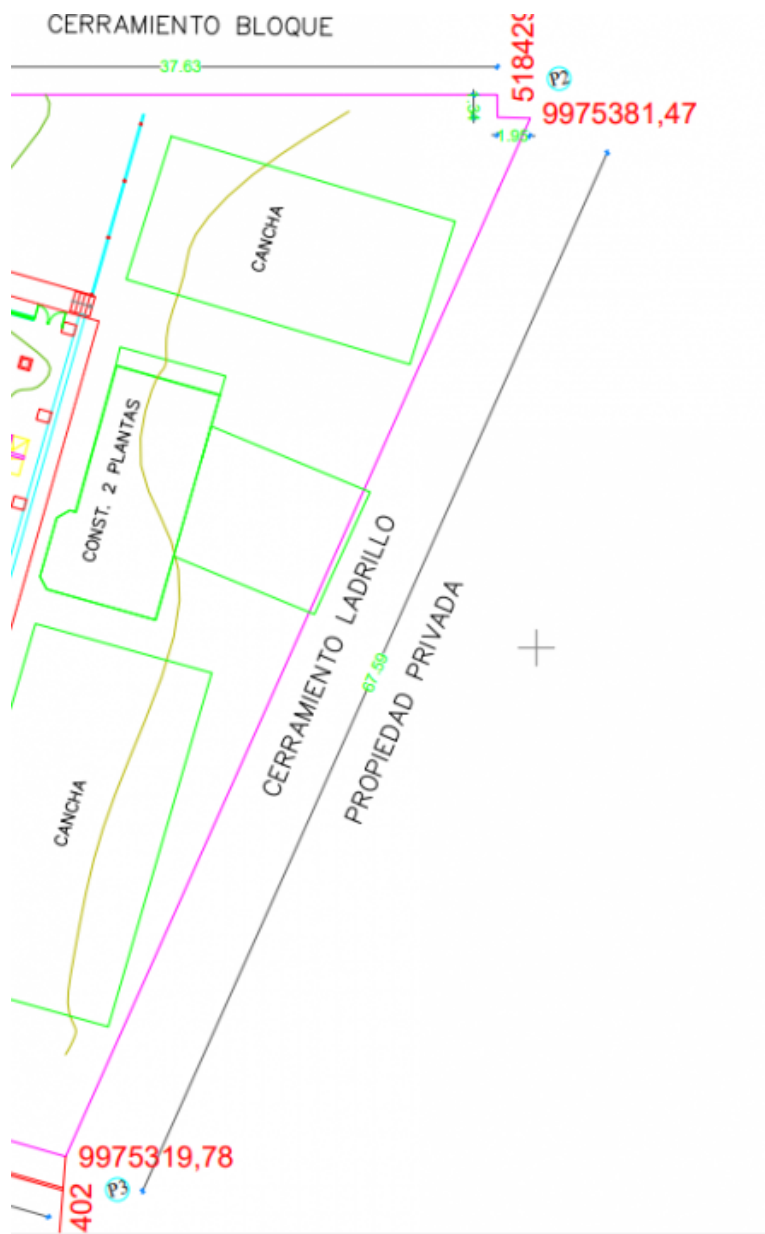 CERRAMIENTO BLOQUE
37.63
518429
P2
9975381,47
1.95
CANCHA
CONST. 2 PLANTAS
CERRAMIENTO LADRILLO
67.59
PROPIEDAD PRIVADA
CANCHA
9975319,78
P3
402